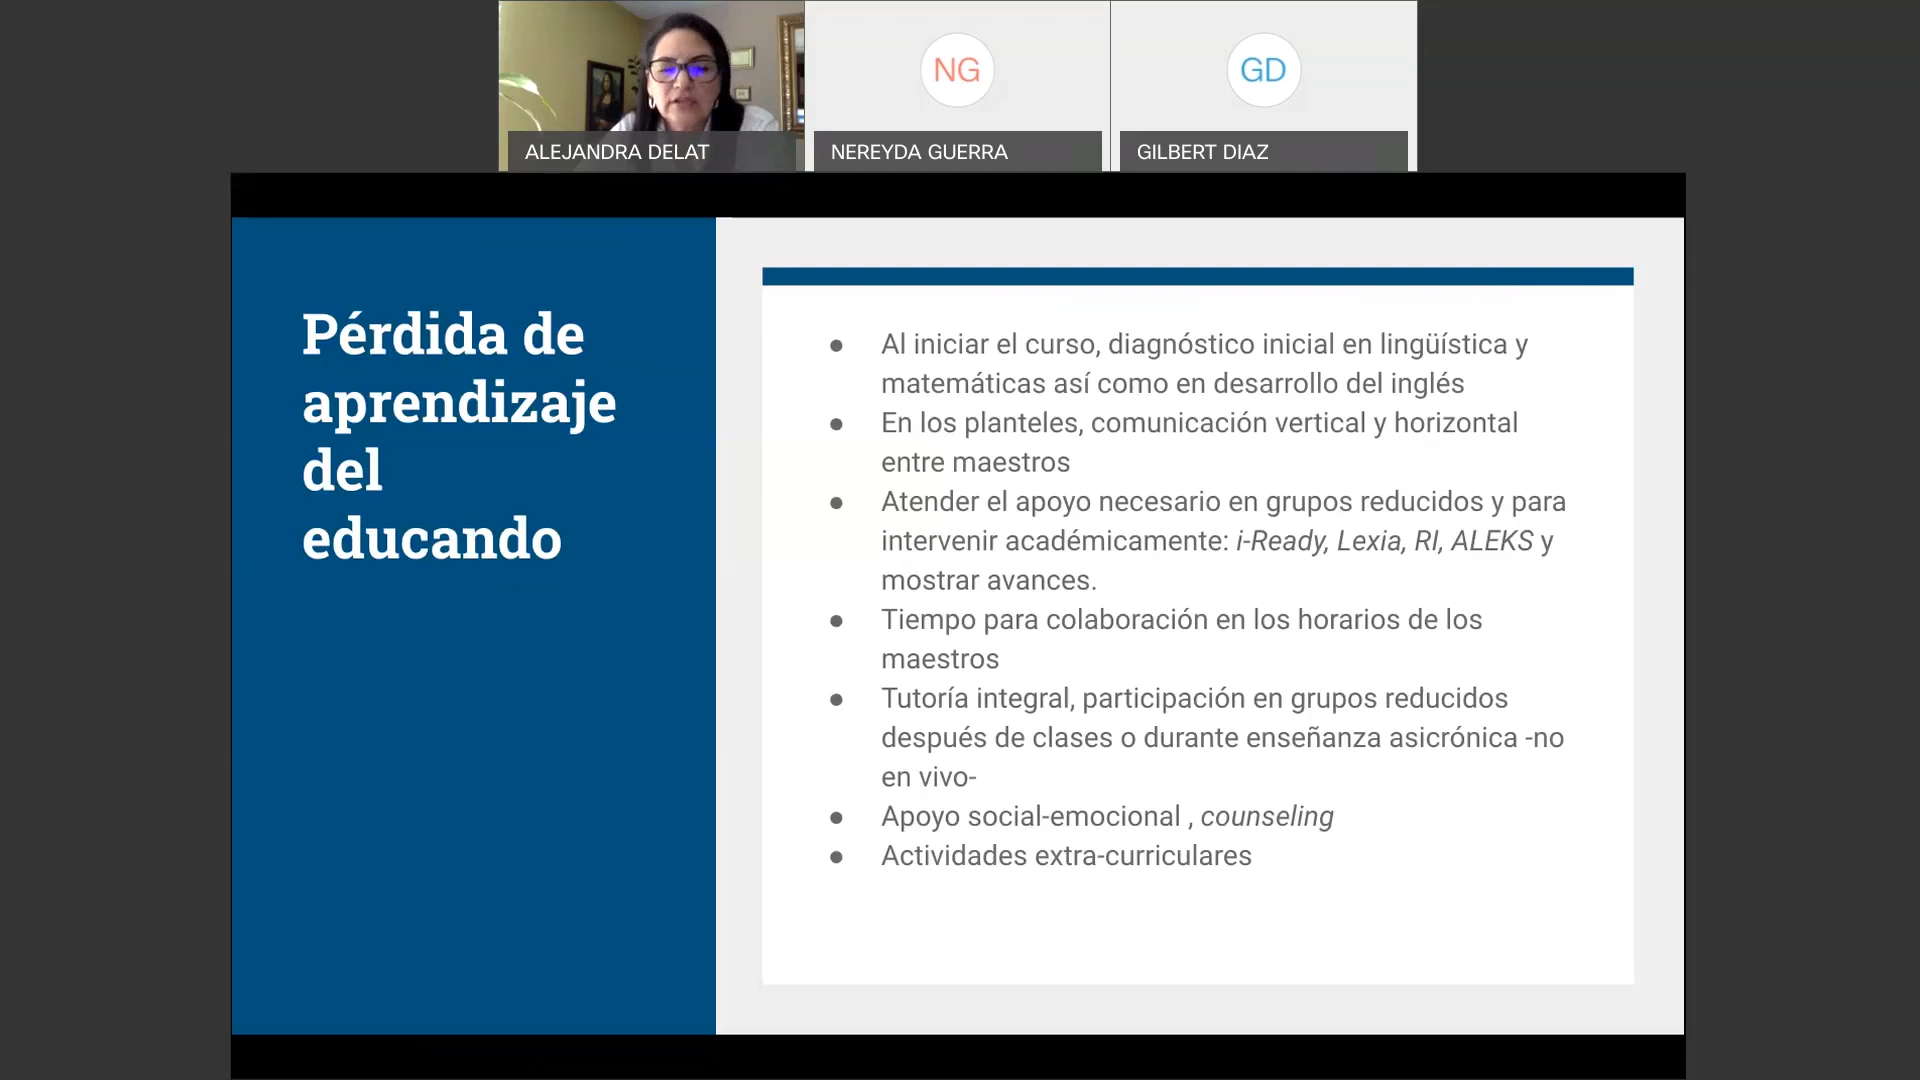 ALEJANDRA DELAT
NG
NEREYDA GUERRA
GD
GILBERT DIAZ
Pérdida de
aprendizaje
del
educando
● Al iniciar el curso, diagnóstico inicial en lingüística y
matemáticas así como en desarrollo del inglés
● En los planteles, comunicación vertical y horizontal
entre maestros
● Atender el apoyo necesario en grupos reducidos y para
intervenir académicamente: i-Ready, Lexia, RI, ALEKS y
mostrar avances.
● Tiempo para colaboración en los horarios de los
maestros
● Tutoría integral, participación en grupos reducidos
después de clases o durante enseñanza asicrónica -no
en vivo-
● Apoyo social-emocional , counseling
● Actividades extra-curriculares